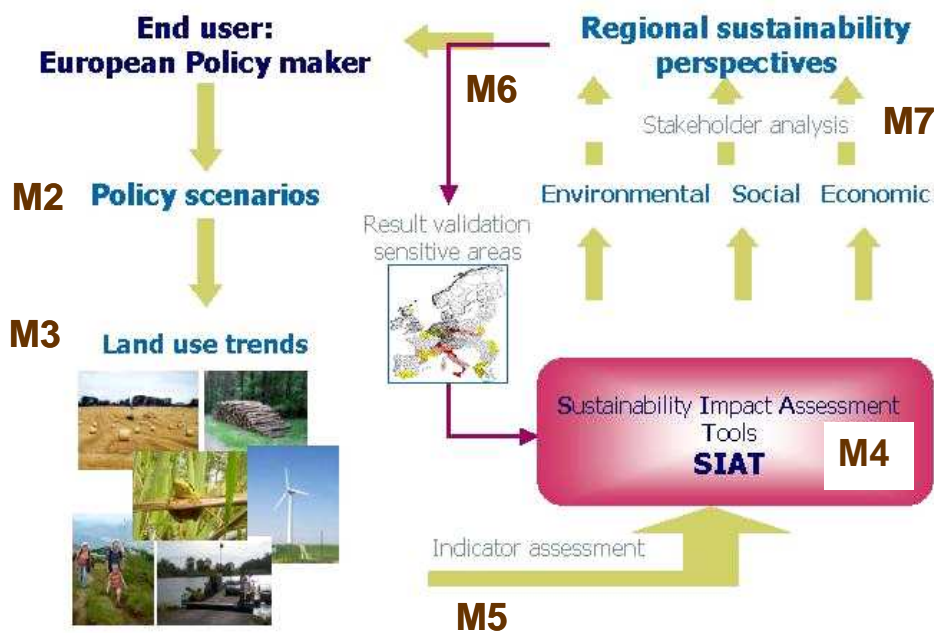 End user:
European Policy maker
Regional sustainability
perspectives
M6
Stakeholder analysis
M7
M2
Policy scenarios
Environmental Social Economic
Result validation
sensitive areas
M3
Land use trends
Sustainability Impact Assessment
Tools
SIAT
M4
Indicator assessment
M5